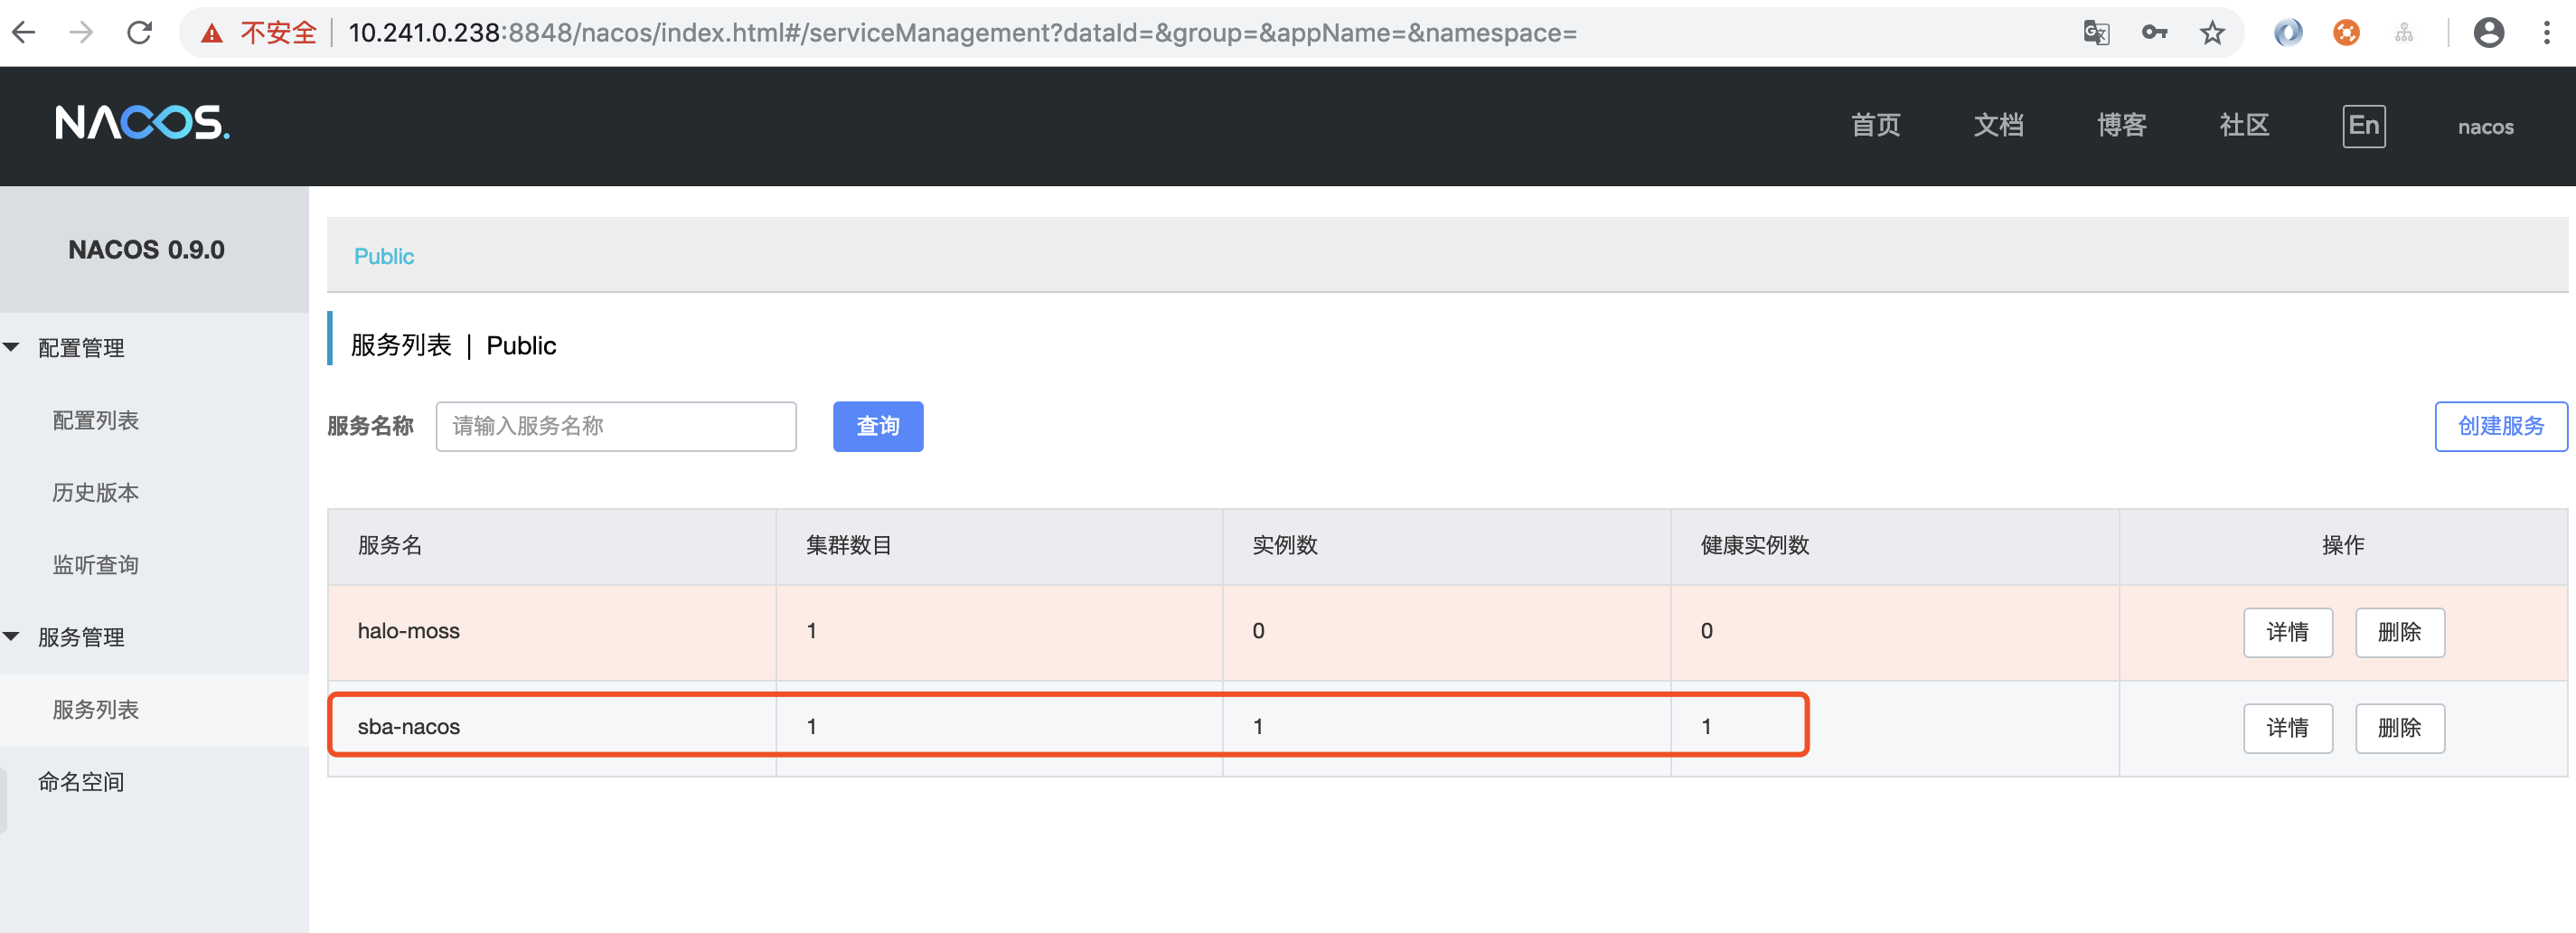 不安全 10.241.0.238:8848/nacos/index.html#/serviceManagement?dataId=&group=&appName=&namespace=
NACOS.
首页 文档 博客 社区 En nacos
NACOS 0.9.0
配置管理
配置列表
历史版本
监听查询
服务管理
服务列表
命名空间
Public
服务列表 | Public
服务名称 请输入服务名称 查询 创建服务
服务名 集群数目 实例数 健康实例数 操作
halo-moss 1 0 0 详情 删除
sba-nacos 1 1 1 详情 删除